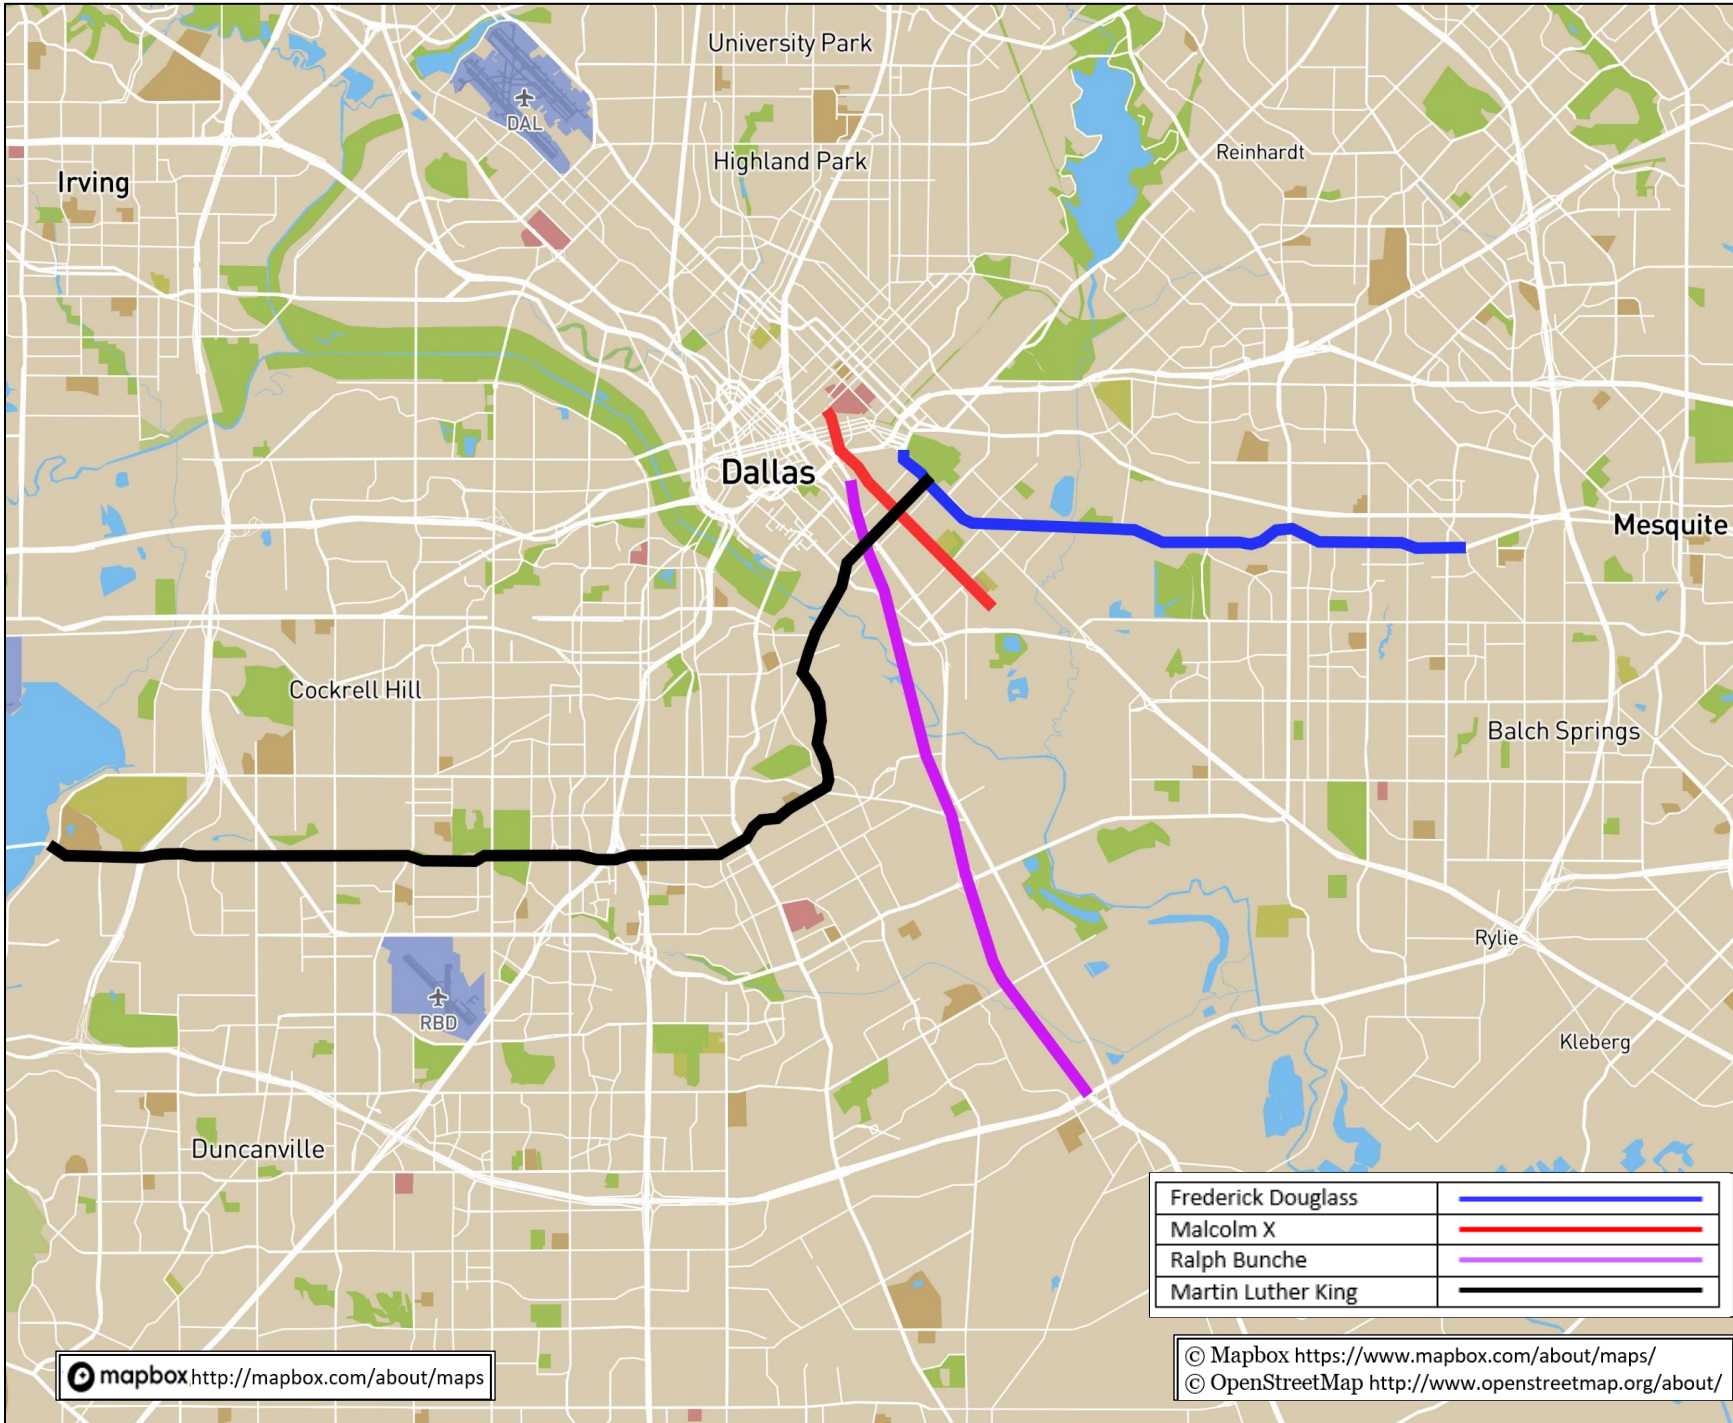 University Park
DAL
Highland Park
Reinhardt
Irving
Dallas
Mesquite
Cockrell Hill
Balch Springs
Rylie
RBD
Kleberg
Duncanville
Frederick Douglass
Malcolm X
Ralph Bunche
Martin Luther King
© Mapbox https://www.mapbox.com/about/maps/
© OpenStreetMap http://www.openstreetmap.org/about/
mapbox http://mapbox.com/about/maps